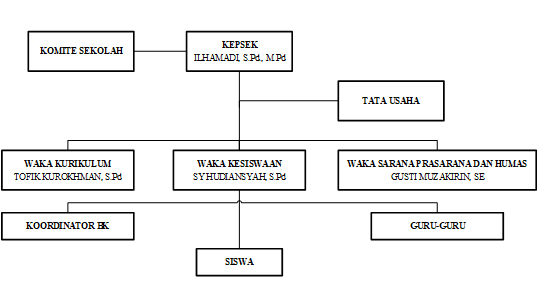 KOMITE SEKOLAH
KEPSEK
ILHAMADI, S.Pd., M.Pd
TATA USAHA
WAKA KURIKULUM
TOFIK KUROKHMAN, S.Pd
WAKA KESISWAAN
SYHUDIANSYAH, S.Pd
WAKA SARANA PRASARANA DAN HUMAS
GUSTI MUZAKIRIN, SE
KOORDINATOR BK
GURU-GURU
SISWA